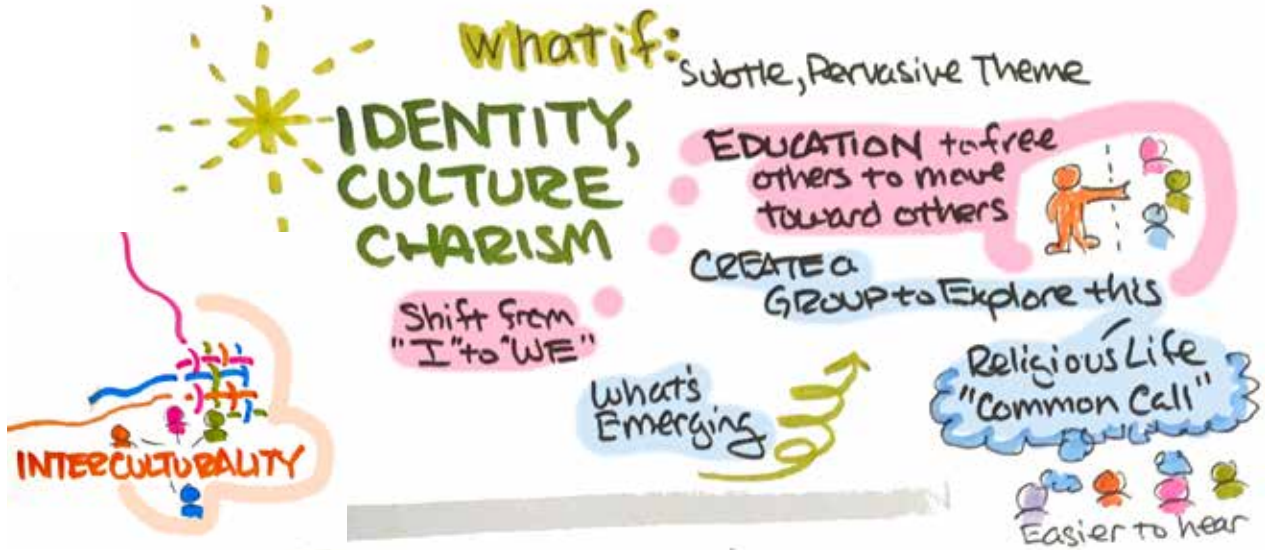 What if:
Subtle, Pervasive Theme
IDENTITY,
CULTURE
CHARISM
EDUCATION to free
others to move
toward others
CREATE a
GROUP to Explore this
Shift from
"I" to "WE"
What's
Emerging
Religious Life
"Common Call"
Easier to hear
INTERCULTURALITY